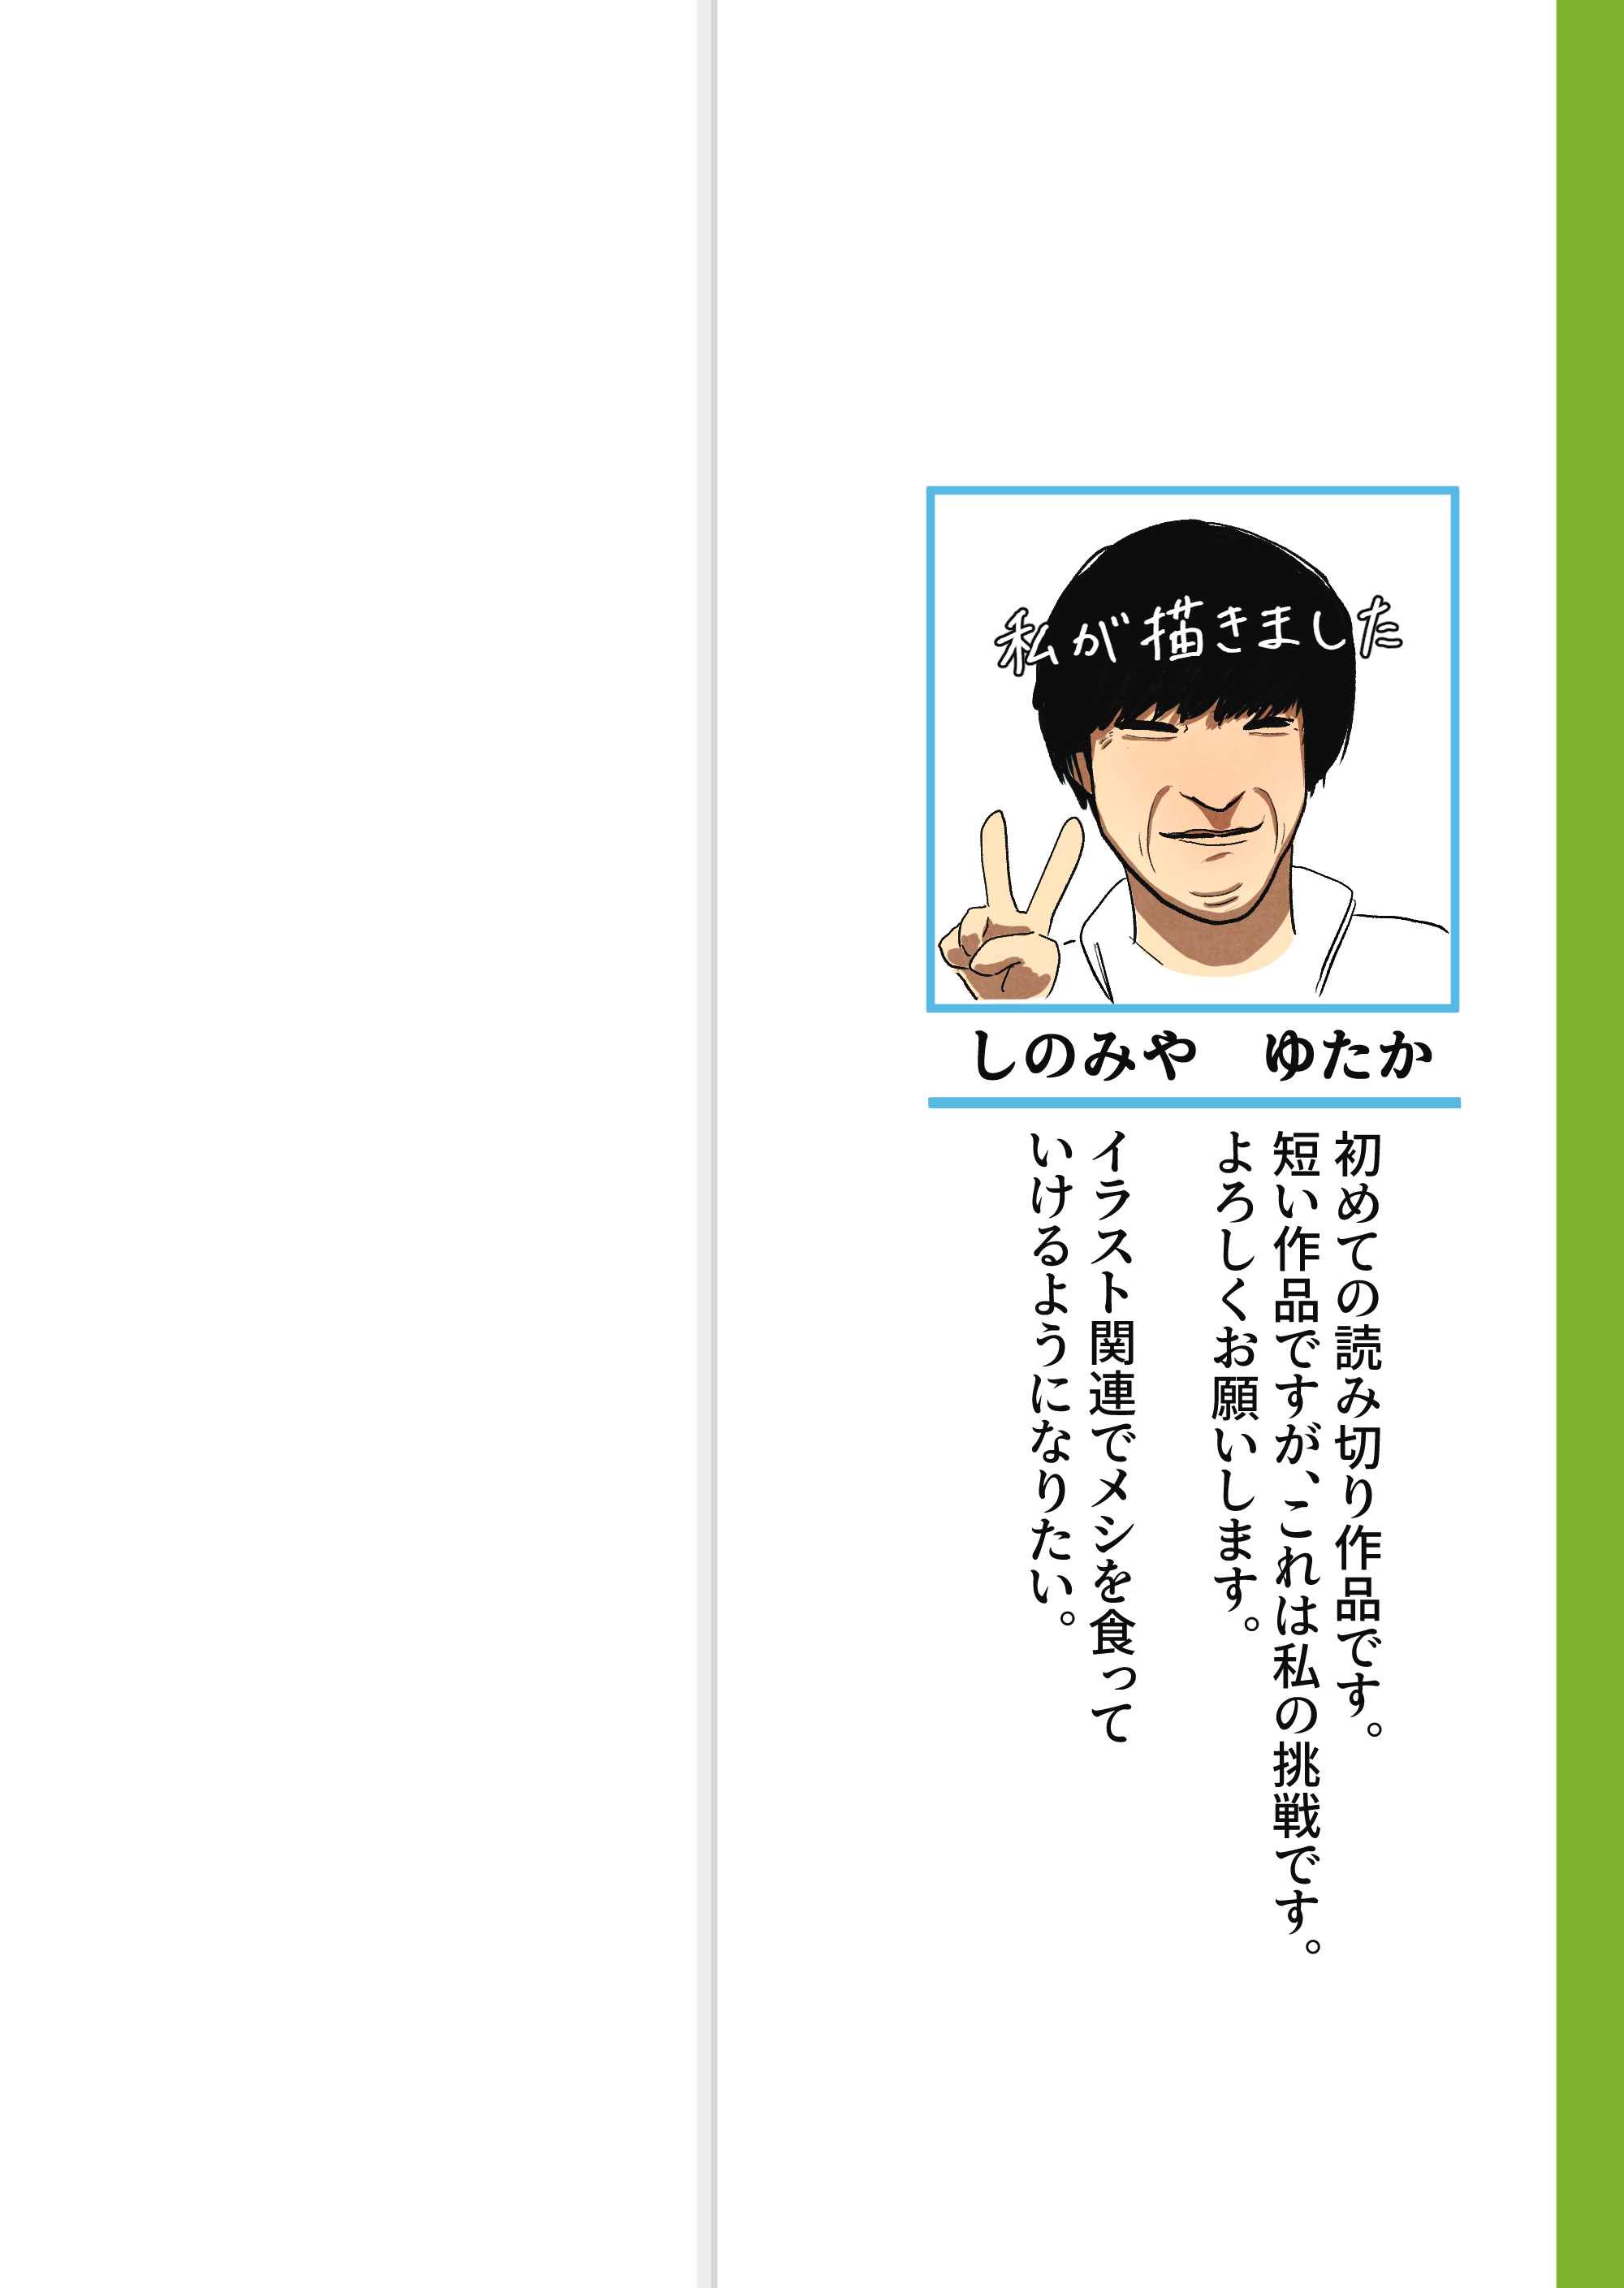 私が描きました
しのみや　ゆたか
初めての読み切り作品です。
短い作品ですが、これは私の挑戦です。
よろしくお願いします。
イラスト関連でメシを食って
いけるようになりたい。